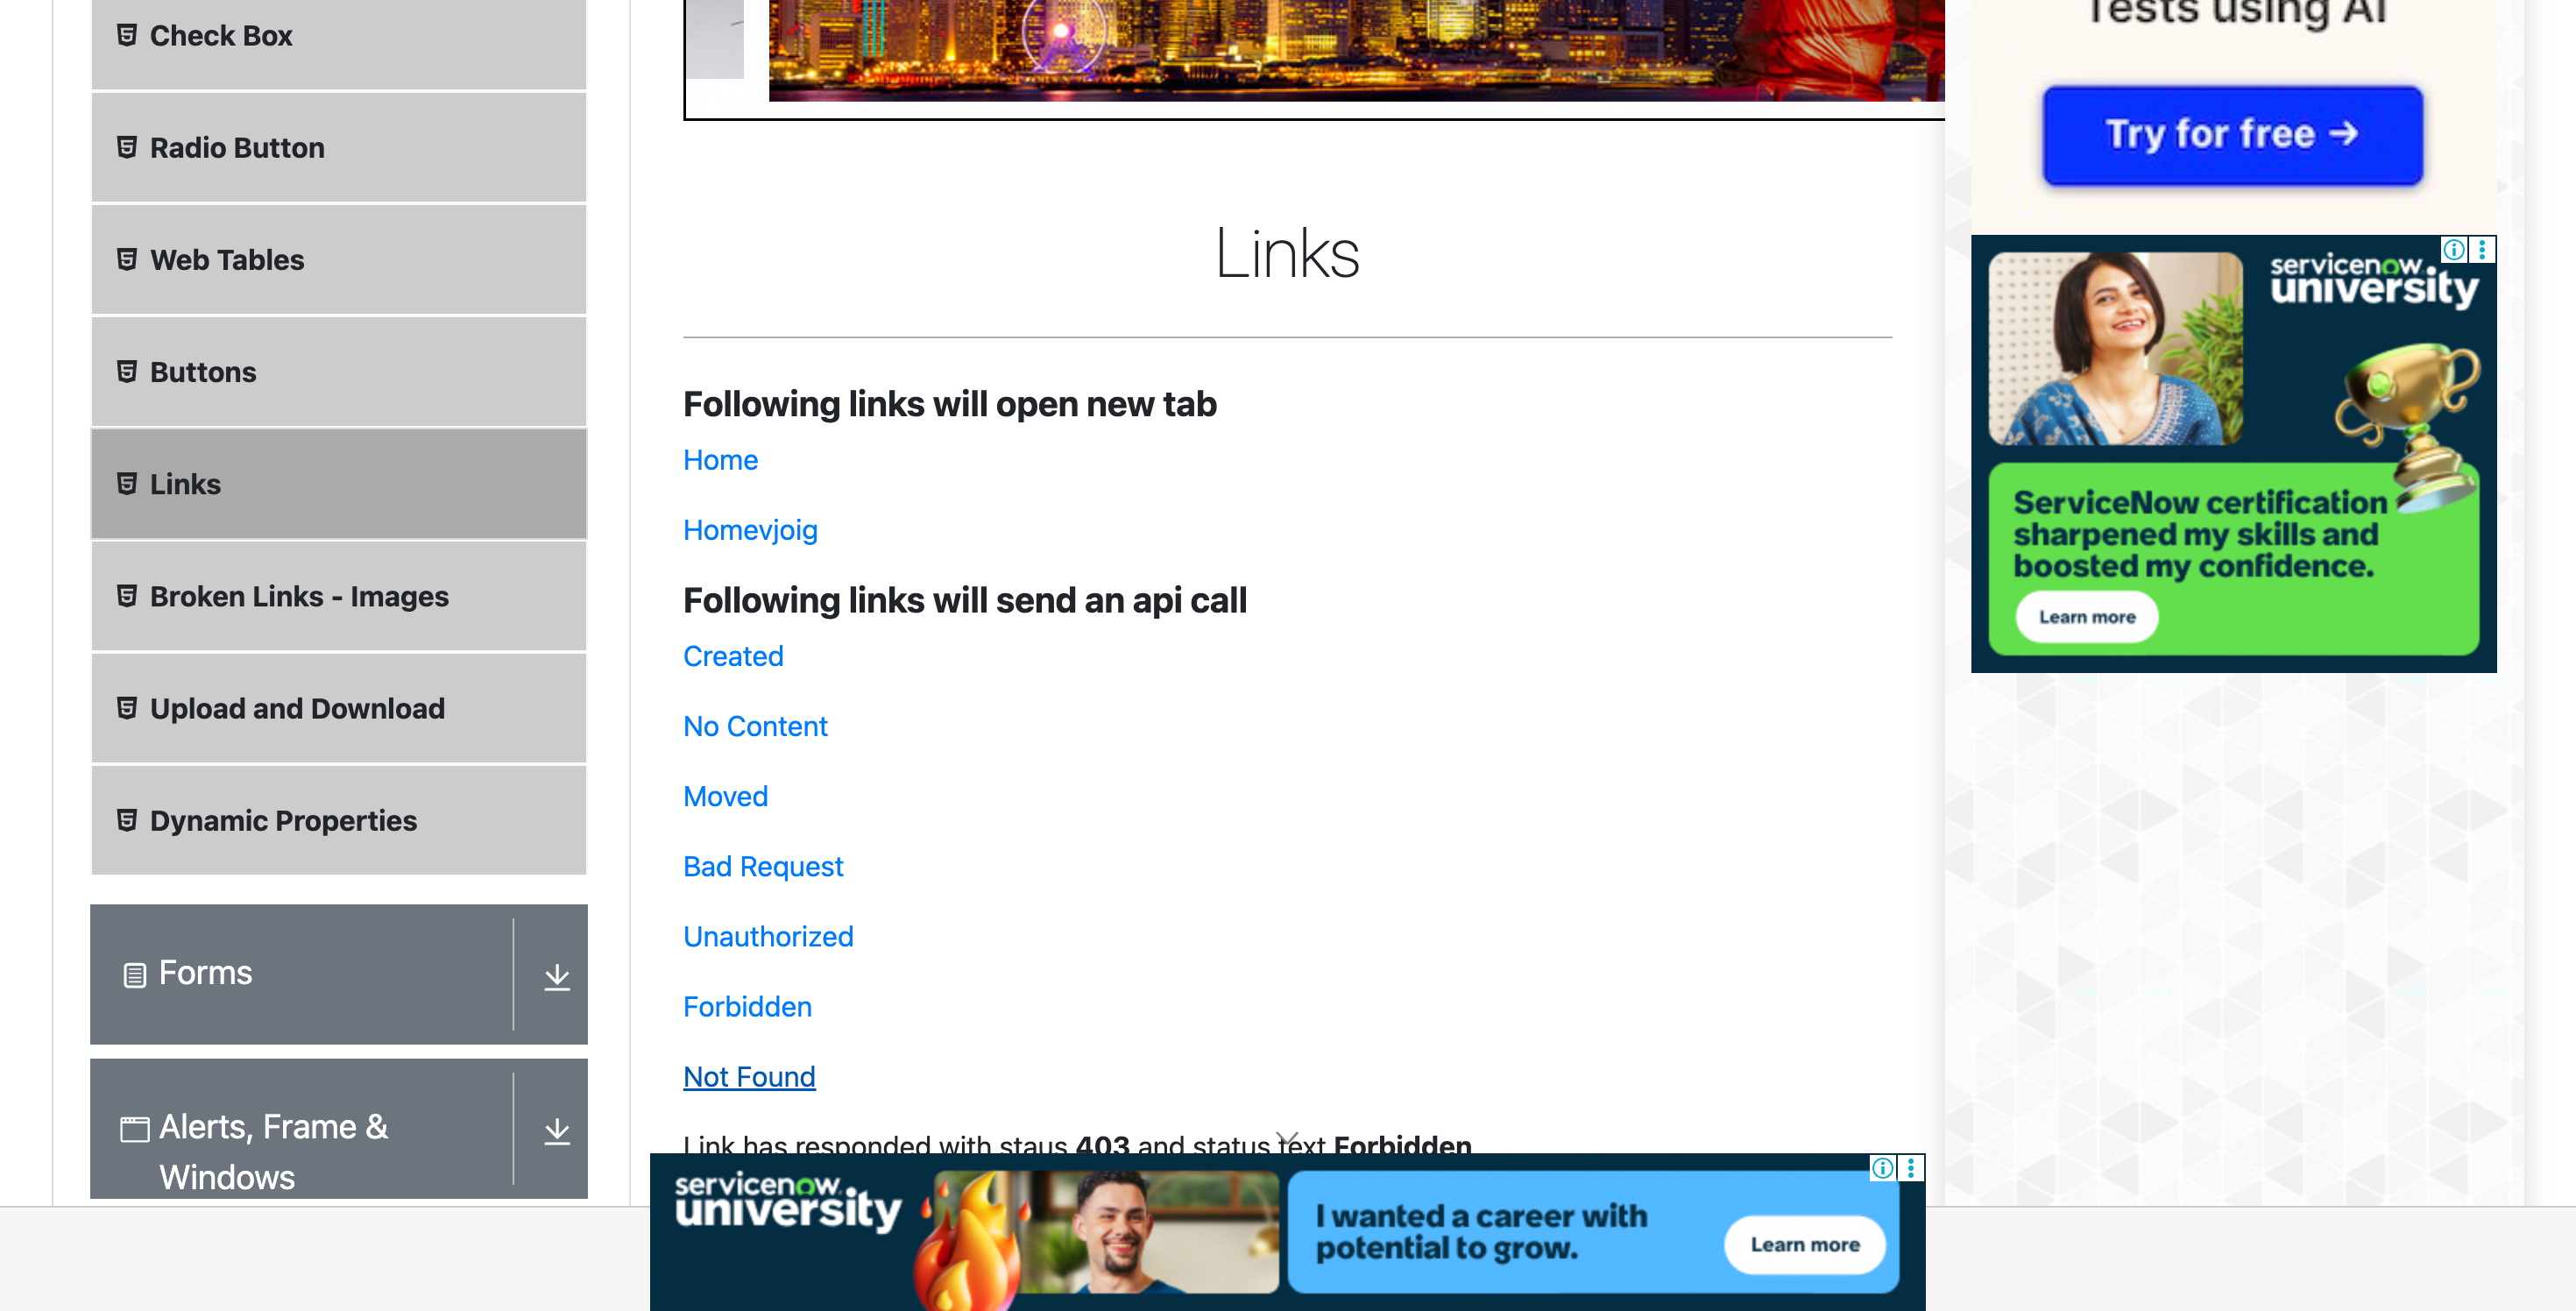 Check Box
Radio Button
Web Tables
Buttons
Links
Broken Links - Images
Upload and Download
Dynamic Properties
Forms
Alerts, Frame &
Windows
Links
Following links will open new tab
Home
Homevjoig
Following links will send an api call
Created
No Content
Moved
Bad Request
Unauthorized
Forbidden
Not Found
Link has responded with staus 403 and status text Forbidden
Tests using AI
Try for free →
servicenow
university
ServiceNow certification
sharpened my skills and
boosted my confidence.
Learn more
servicenow
university
I wanted a career with
potential to grow.
Learn more